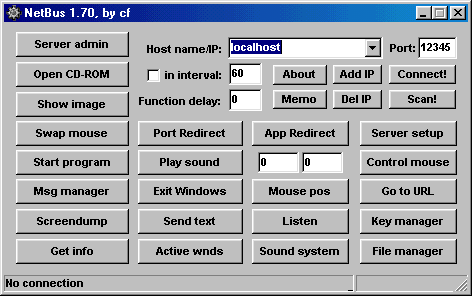 NetBus 1.70, by cf
Server admin Host name/IP: localhost Port: 12345
Open CD-ROM in interval: 60 About Add IP Connect!
Show image Function delay: 0 Memo Del IP Scan!
Swap mouse Port Redirect App Redirect Server setup
Start program Play sound 0 0 Control mouse
Msg manager Exit Windows Mouse pos Go to URL
Screendump Send text Listen Key manager
Get info Active wnds Sound system File manager
No connection